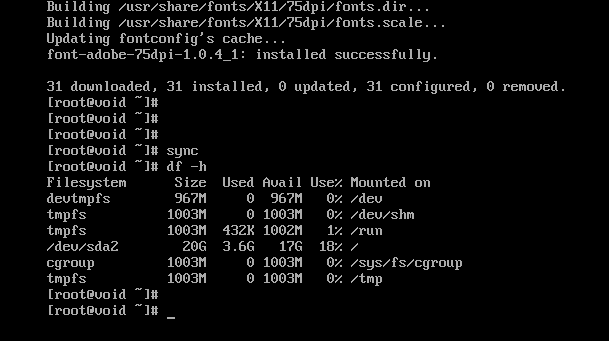 Building /usr/share/fonts/X11/75dpi/fonts.dir...
Building /usr/share/fonts/X11/75dpi/fonts.scale...
Updating fontconfig's cache...
font-adobe-75dpi-1.0.4_1: installed successfully.
31 downloaded, 31 installed, 0 updated, 31 configured, 0 removed.
[root@void ~]#
[root@void ~]#
[root@void ~]#
[root@void ~]# sync
[root@void ~]# df -h
Filesystem      Size  Used Avail Use% Mounted on
devtmpfs        967M     0  967M   0% /dev
tmpfs          1003M     0 1003M   0% /dev/shm
tmpfs          1003M  432K 1002M   1% /run
/dev/sda2        20G  3.6G   17G  18% /
cgroup         1003M     0 1003M   0% /sys/fs/cgroup
tmpfs          1003M     0 1003M   0% /tmp
[root@void ~]#
[root@void ~]# _